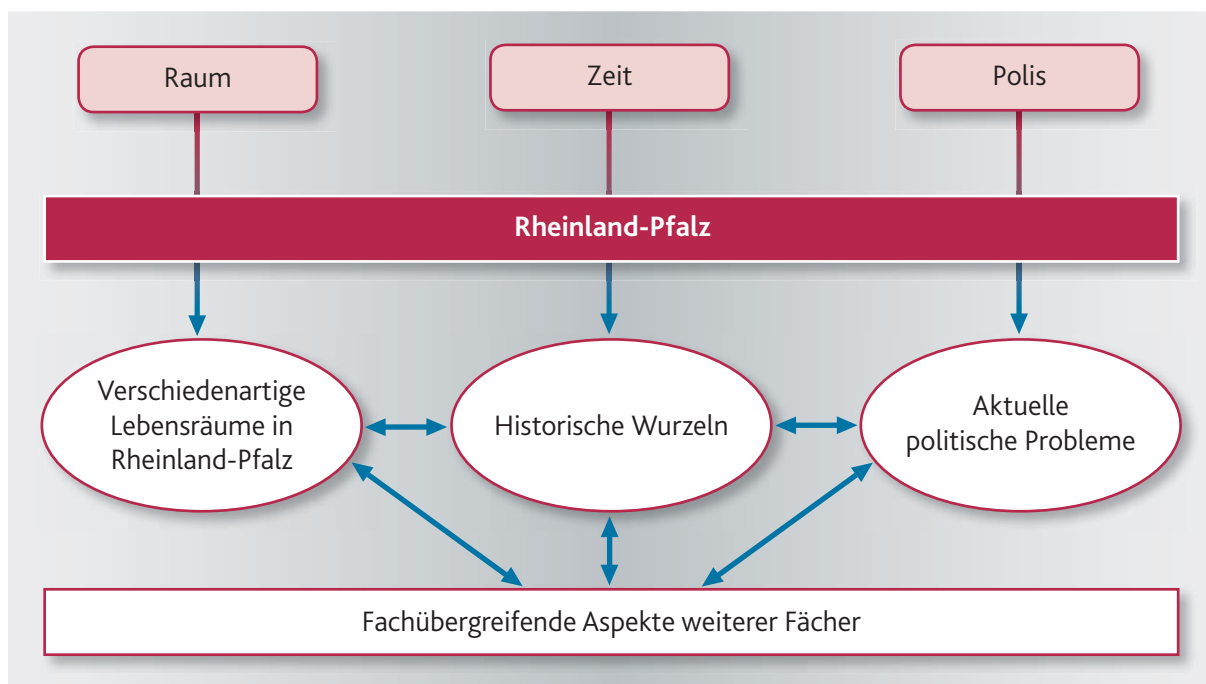 Raum
Zeit
Polis
Rheinland-Pfalz
Verschiedenartige
Lebensräume in
Rheinland-Pfalz
Historische Wurzeln
Aktuelle
politische Probleme
Fachübergreifende Aspekte weiterer Fächer